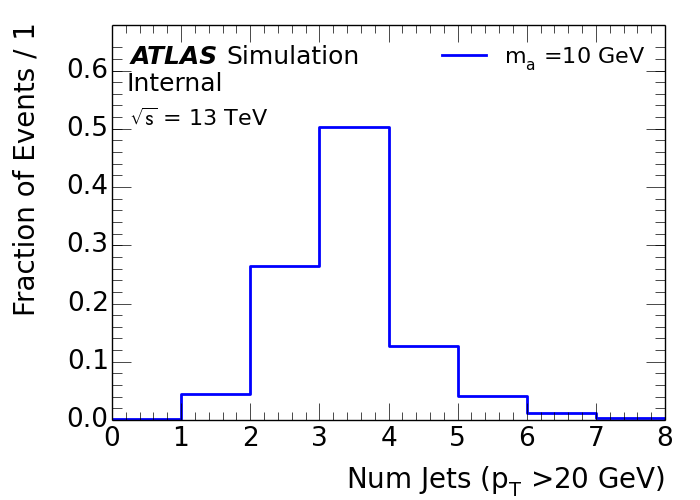 ATLAS Simulation
Internal
√s = 13 TeV
mₐ =10 GeV
Fraction of Events / 1
0.6
0.5
0.4
0.3
0.2
0.1
0.0
0 1 2 3 4 5 6 7 8
Num Jets (p_T >20 GeV)